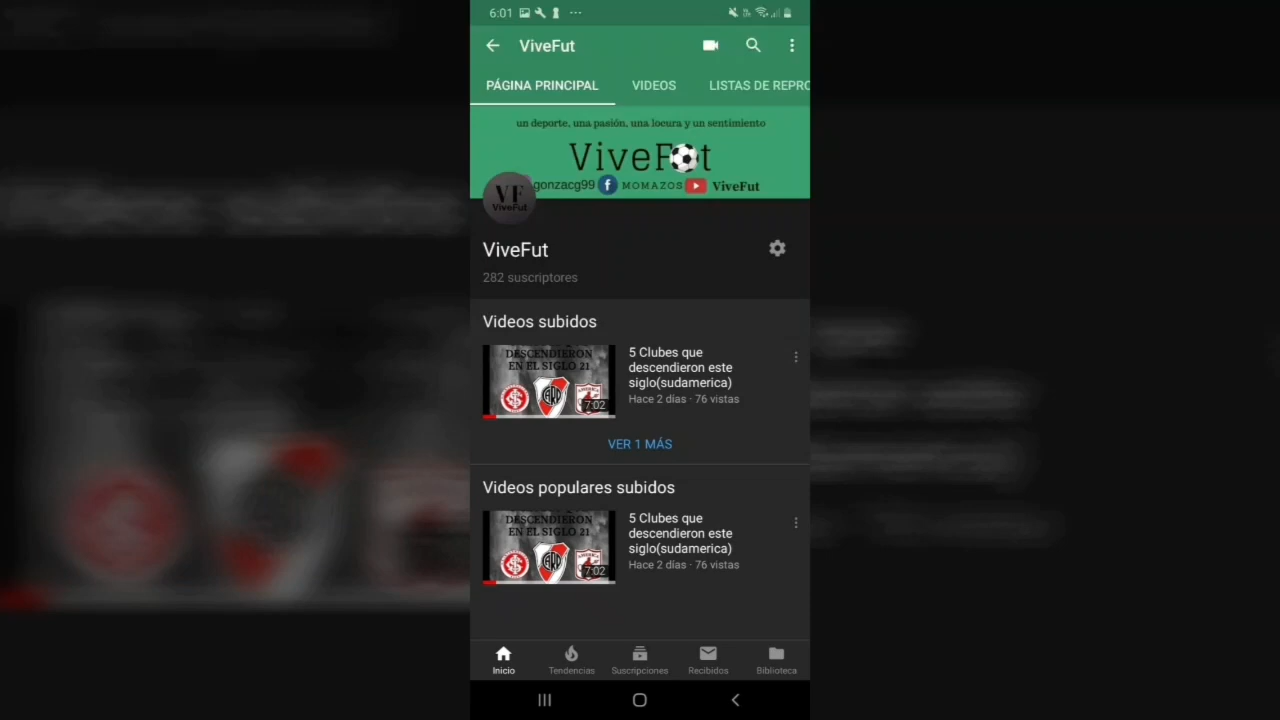 6:01
ViveFut
PÁGINA PRINCIPAL VIDEOS LISTAS DE REPRO
un deporte, una pasión, una locura y un sentimiento
ViveFut
gonzacg99 MOMAZOS ViveFut
VF
ViveFut
ViveFut
282 suscriptores
Videos subidos
DESCENDIERON
EN EL SIGLO 21
7:02
5 Clubes que
descendieron este
siglo(sudamerica)
Hace 2 días · 76 vistas
VER 1 MÁS
Videos populares subidos
DESCENDIERON
EN EL SIGLO 21
7:02
5 Clubes que
descendieron este
siglo(sudamerica)
Hace 2 días · 76 vistas
Inicio Tendencias Suscripciones Recibidos Biblioteca